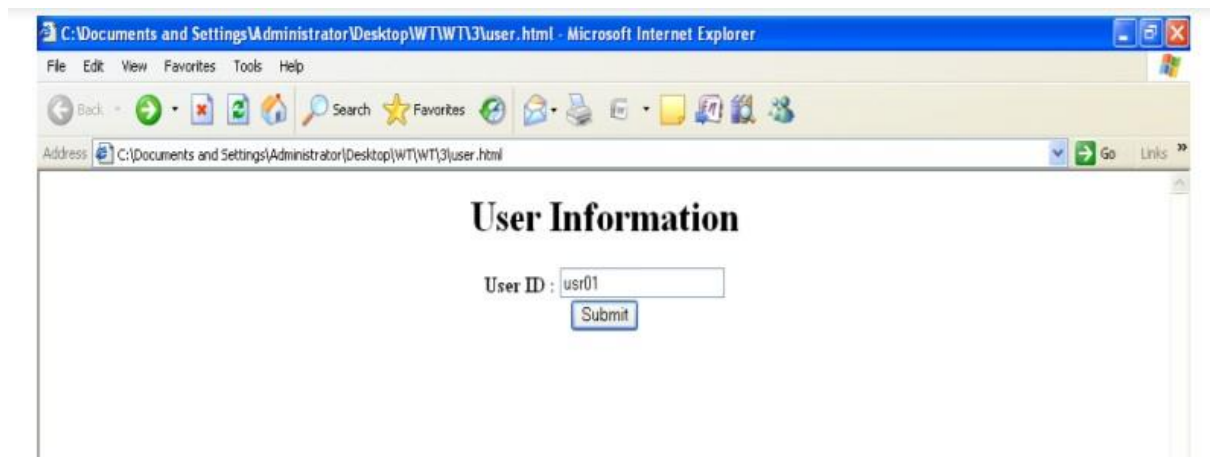 C:\Documents and Settings\Administrator\Desktop\WT\WT\3\user.html - Microsoft Internet Explorer
File Edit View Favorites Tools Help
Back Search Favorites
Address C:\Documents and Settings\Administrator\Desktop\WT\WT\3\user.html Go Links »
User Information
User ID : usr01
Submit